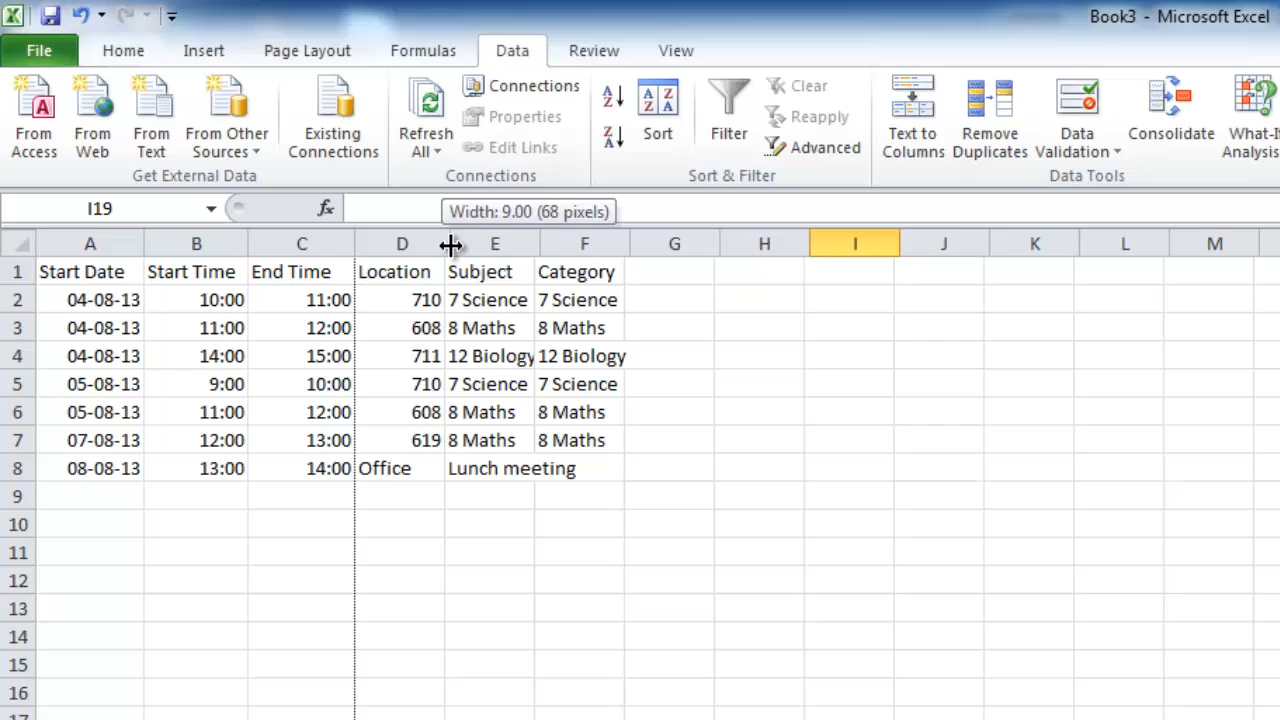 Book3 - Microsoft Excel
File Home Insert Page Layout Formulas Data Review View
From Access
From Web
From Text
From Other Sources
Existing Connections
Refresh All
Connections
Properties
Edit Links
Sort
Filter
Clear
Reapply
Advanced
Text to Columns
Remove Duplicates
Data Validation
Consolidate
What-I
Analysis
Get External Data Connections Sort & Filter Data Tools
I19 fx Width: 9.00 (68 pixels)
A B C D E F G H I J K L M
1 Start Date Start Time End Time Location Subject Category
2 04-08-13 10:00 11:00 710 7 Science 7 Science
3 04-08-13 11:00 12:00 608 8 Maths 8 Maths
4 04-08-13 14:00 15:00 711 12 Biology 12 Biology
5 05-08-13 9:00 10:00 710 7 Science 7 Science
6 05-08-13 11:00 12:00 608 8 Maths 8 Maths
7 07-08-13 12:00 13:00 619 8 Maths 8 Maths
8 08-08-13 13:00 14:00 Office Lunch meeting
9
10
11
12
13
14
15
16
17